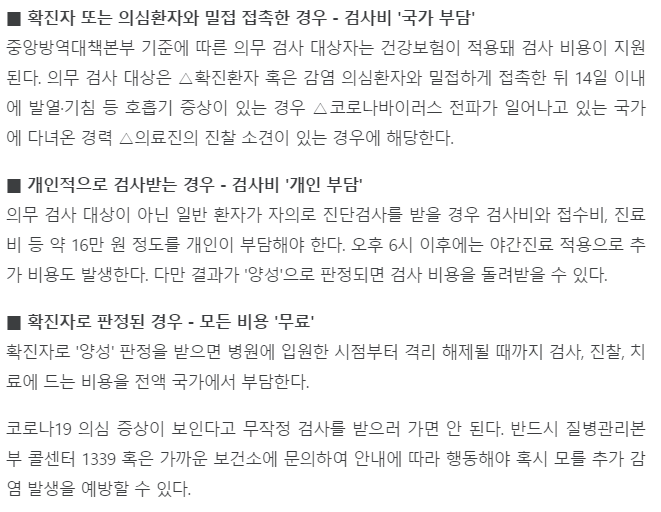 ■ 확진자 또는 의심환자와 밀접 접촉한 경우 - 검사비 '국가 부담'
중앙방역대책본부 기준에 따른 의무 검사 대상자는 건강보험이 적용돼 검사 비용이 지원
된다. 의무 검사 대상은 △확진환자 혹은 감염 의심환자와 밀접하게 접촉한 뒤 14일 이내
에 발열·기침 등 호흡기 증상이 있는 경우 △코로나바이러스 전파가 일어나고 있는 국가
에 다녀온 경력 △의료진의 진찰 소견이 있는 경우에 해당한다.
■ 개인적으로 검사받는 경우 - 검사비 '개인 부담'
의무 검사 대상이 아닌 일반 환자가 자의로 진단검사를 받을 경우 검사비와 접수비, 진료
비 등 약 16만 원 정도를 개인이 부담해야 한다. 오후 6시 이후에는 야간진료 적용으로 추
가 비용도 발생한다. 다만 결과가 '양성'으로 판정되면 검사 비용을 돌려받을 수 있다.
■ 확진자로 판정된 경우 - 모든 비용 '무료'
확진자로 '양성' 판정을 받으면 병원에 입원한 시점부터 격리 해제될 때까지 검사, 진찰, 치
료에 드는 비용을 전액 국가에서 부담한다.
코로나19 의심 증상이 보인다고 무작정 검사를 받으러 가면 안 된다. 반드시 질병관리본
부 콜센터 1339 혹은 가까운 보건소에 문의하여 안내에 따라 행동해야 혹시 모를 추가 감
염 발생을 예방할 수 있다.